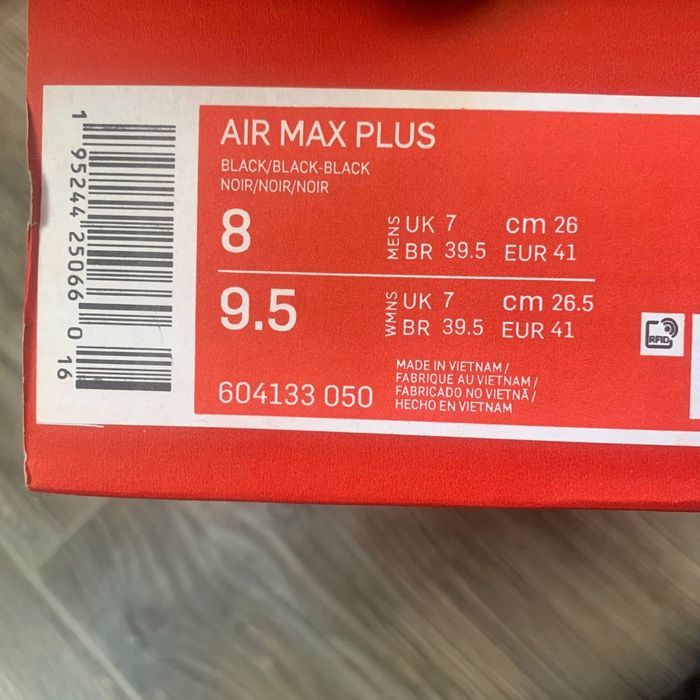 AIR MAX PLUS
BLACK/BLACK-BLACK
NOIR/NOIR/NOIR
8
MENS
UK 7 cm 26
BR 39.5 EUR 41
9.5
WMNS
UK 7 cm 26.5
BR 39.5 EUR 41
604133 050
MADE IN VIETNAM /
FABRIQUE AU VIETNAM /
FABRICADO NO VIETNÃ /
HECHO EN VIETNAM
RFID
1 95244 25066 0 16